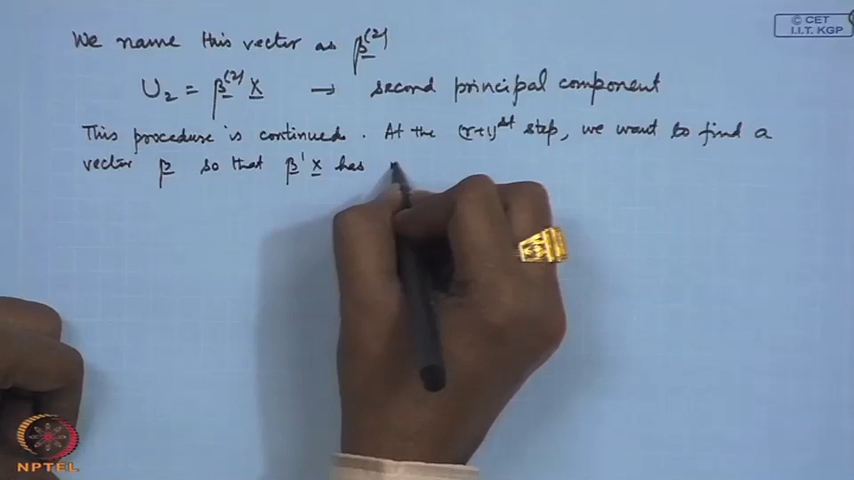 We name this vector as β^(2)
© CET
I.I.T. KGP
U₂ = β^(2)' X → second principal component
This procedure is continued. At the (r+1)^st step, we want to find a
vector β so that β' X has
NPTEL